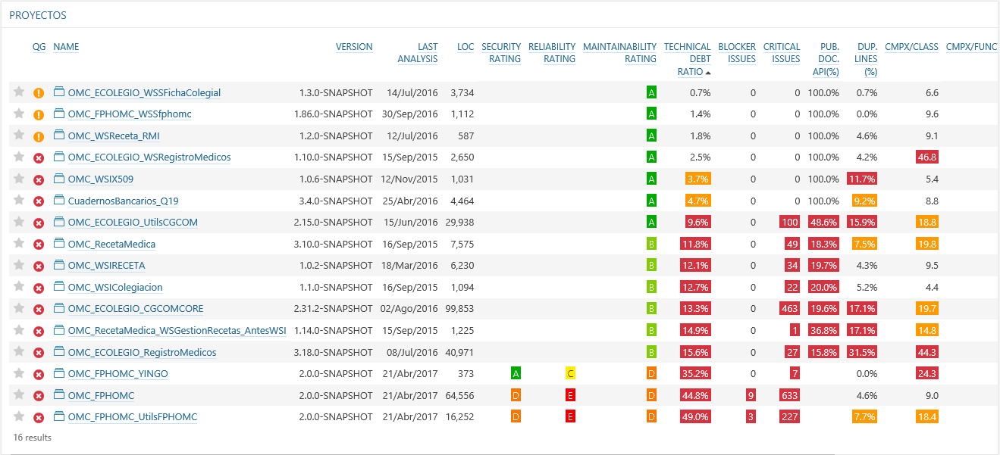 PROYECTOS
QG NAME VERSION LAST ANALYSIS LOC SECURITY RATING RELIABILITY RATING MAINTAINABILITY RATING TECHNICAL DEBT RATIO BLOCKER ISSUES CRITICAL ISSUES PUB. DOC. API(%) DUP. LINES (%) CMPX/CLASS CMPX/FUNC
OMC_ECOLEGIO_WSSFichaColegial 1.3.0-SNAPSHOT 14/Jul/2016 3,734 A 0.7% 0 0 100.0% 0.7% 6.6
OMC_FPHOMC_WSSfphomc 1.86.0-SNAPSHOT 30/Sep/2016 1,112 A 1.4% 0 0 100.0% 0.0% 9.6
OMC_WSReceta_RMI 1.2.0-SNAPSHOT 12/Jul/2016 587 A 1.8% 0 0 100.0% 4.6% 9.1
OMC_ECOLEGIO_WSRegistroMedicos 1.10.0-SNAPSHOT 15/Sep/2015 2,650 A 2.5% 0 0 100.0% 4.2% 46.8
OMC_WSIX509 1.0.6-SNAPSHOT 12/Nov/2015 1,031 A 3.7% 0 0 100.0% 11.7% 5.4
CuadernosBancarios_Q19 3.4.0-SNAPSHOT 25/Abr/2016 4,464 A 4.7% 0 0 100.0% 9.2% 8.8
OMC_ECOLEGIO_UtilsCGCOM 2.15.0-SNAPSHOT 15/Jun/2016 29,938 A 9.6% 0 100 48.6% 15.9% 18.8
OMC_RecetaMedica 3.10.0-SNAPSHOT 16/Sep/2015 7,575 B 11.8% 0 49 18.3% 7.5% 19.8
OMC_WSIRECETA 1.0.2-SNAPSHOT 18/Mar/2016 6,230 B 12.1% 0 34 19.7% 4.3% 9.5
OMC_WSIColegiacion 1.1.0-SNAPSHOT 16/Sep/2015 1,094 B 12.7% 0 22 20.0% 5.2% 4.4
OMC_ECOLEGIO_CGCOMCORE 2.31.2-SNAPSHOT 02/Ago/2016 99,853 B 13.3% 0 463 19.6% 17.1% 19.7
OMC_RecetaMedica_WSGestionRecetas_AntesWSI 1.14.0-SNAPSHOT 15/Sep/2015 1,225 B 14.9% 0 1 36.8% 17.1% 14.8
OMC_ECOLEGIO_RegistroMedicos 3.18.0-SNAPSHOT 08/Jul/2016 40,971 B 15.6% 0 27 15.8% 31.5% 44.3
OMC_FPHOMC_YINGO 2.0.0-SNAPSHOT 21/Abr/2017 373 A C D 35.2% 0 7 0.0% 24.3
OMC_FPHOMC 2.0.0-SNAPSHOT 21/Abr/2017 64,556 D E D 44.8% 9 633 4.6% 9.0
OMC_FPHOMC_UtilsFPHOMC 2.0.0-SNAPSHOT 21/Abr/2017 16,252 D E D 49.0% 3 227 7.7% 18.4
16 results